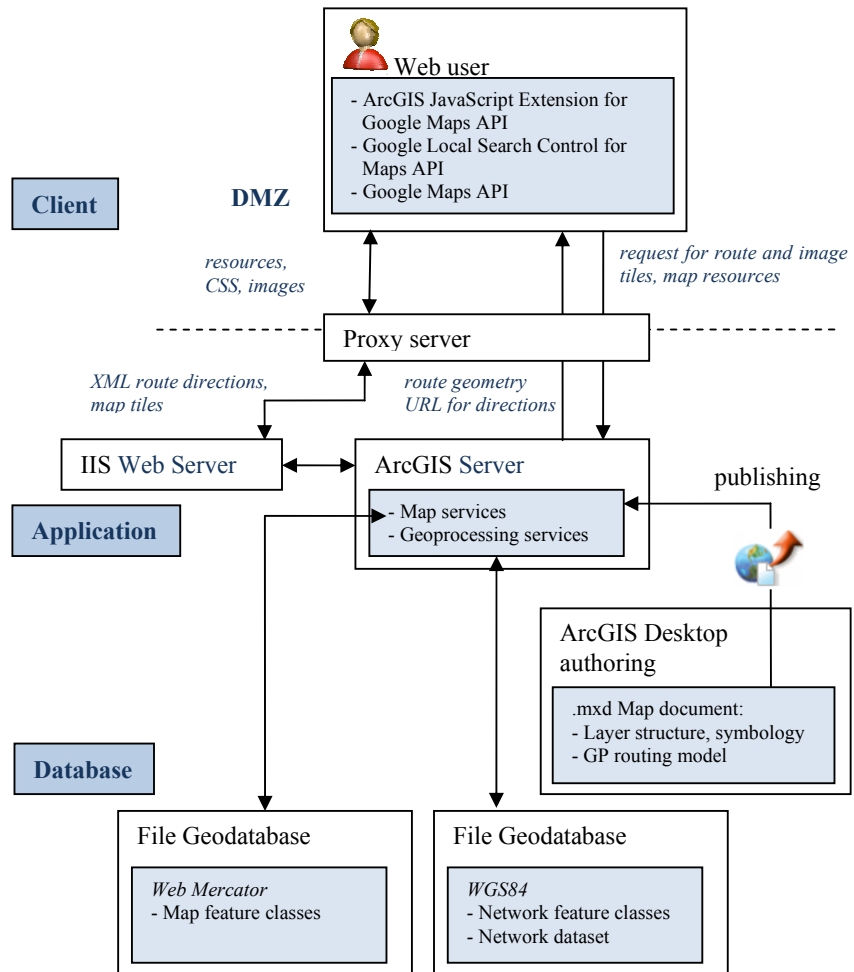 Web user
- ArcGIS JavaScript Extension for
Google Maps API
- Google Local Search Control for
Maps API
- Google Maps API
Client
DMZ
resources,
CSS, images
request for route and image
tiles, map resources
Proxy server
XML route directions,
map tiles
route geometry
URL for directions
IIS Web Server
ArcGIS Server
publishing
- Map services
- Geoprocessing services
Application
ArcGIS Desktop
authoring
.mxd Map document:
- Layer structure, symbology
- GP routing model
Database
File Geodatabase
Web Mercator
- Map feature classes
File Geodatabase
WGS84
- Network feature classes
- Network dataset